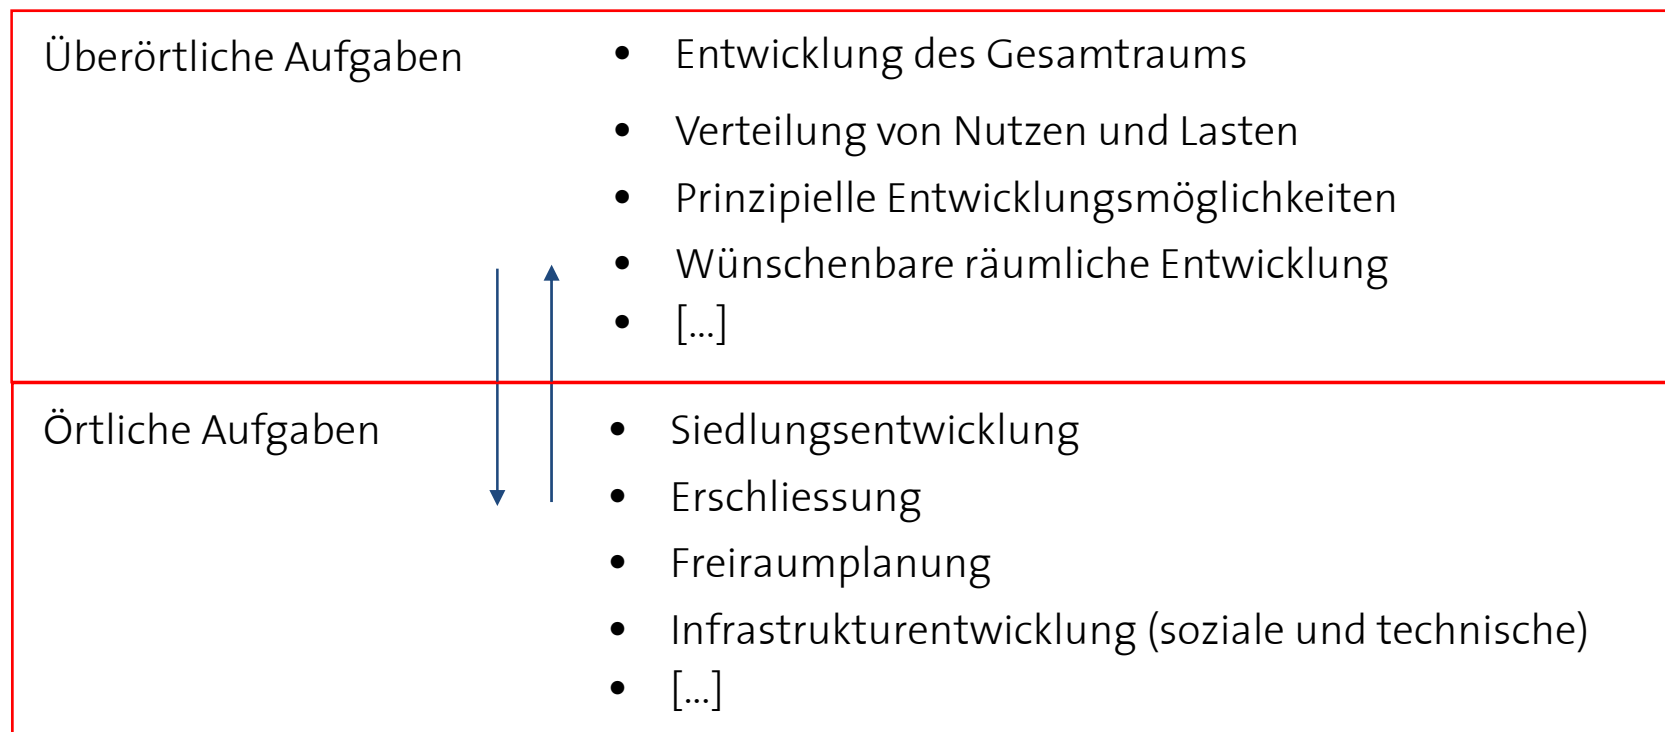 Überörtliche Aufgaben
• Entwicklung des Gesamtraums
• Verteilung von Nutzen und Lasten
• Prinzipielle Entwicklungsmöglichkeiten
• Wünschenbare räumliche Entwicklung
• [...]
Örtliche Aufgaben
• Siedlungsentwicklung
• Erschliessung
• Freiraumplanung
• Infrastrukturentwicklung (soziale und technische)
• [...]